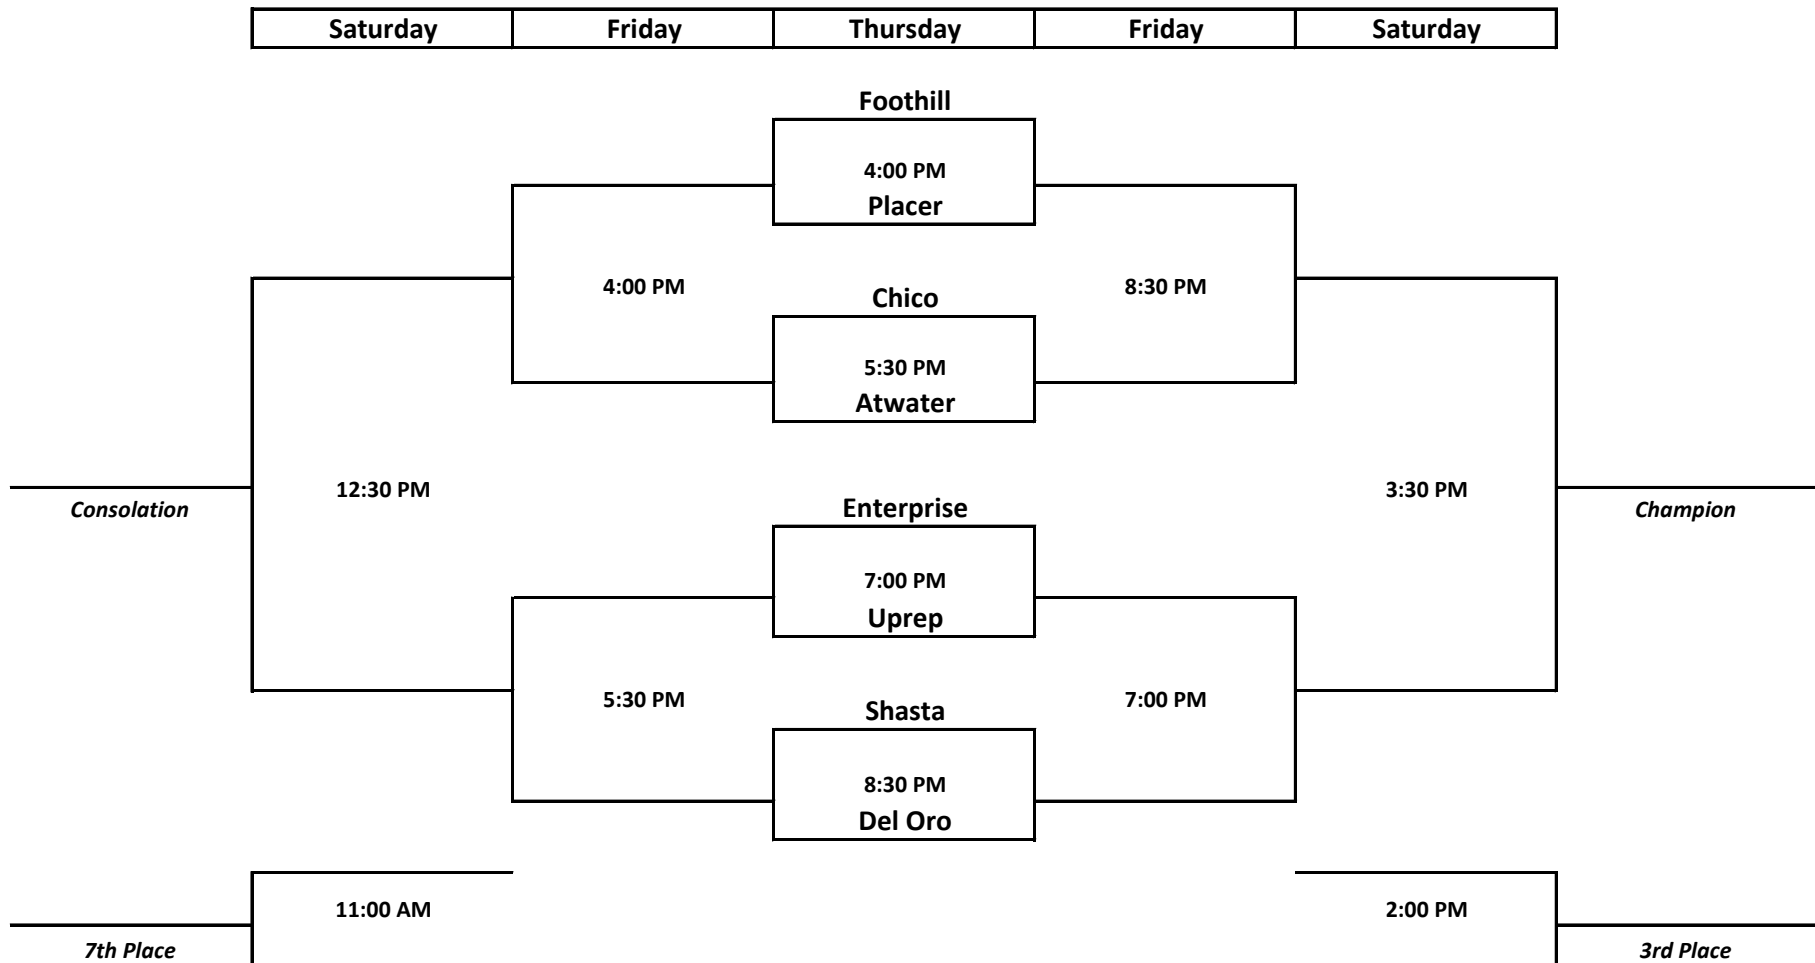 Saturday Friday Thursday Friday Saturday
Foothill
4:00 PM
Placer
4:00 PM 8:30 PM
Chico
5:30 PM
Atwater
12:30 PM 3:30 PM
Consolation Champion
Enterprise
7:00 PM
Uprep
5:30 PM 7:00 PM
Shasta
8:30 PM
Del Oro
11:00 AM 2:00 PM
7th Place 3rd Place